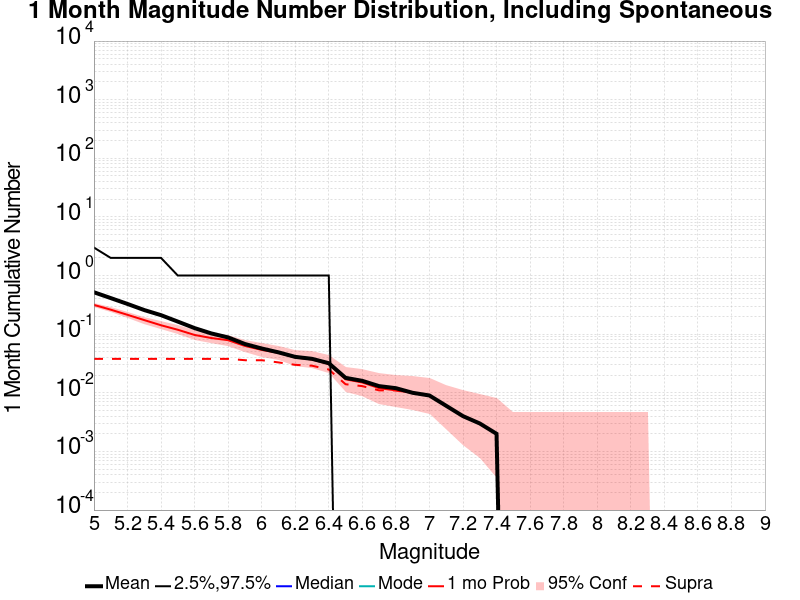 1 Month Magnitude Number Distribution, Including Spontaneous
1 Month Cumulative Number
10^4
10^3
10^2
10^1
10^0
10^-1
10^-2
10^-3
10^-4
5 5.2 5.4 5.6 5.8 6 6.2 6.4 6.6 6.8 7 7.2 7.4 7.6 7.8 8 8.2 8.4 8.6 8.8 9
Magnitude
Mean 2.5%,97.5% Median Mode 1 mo Prob 95% Conf Supra